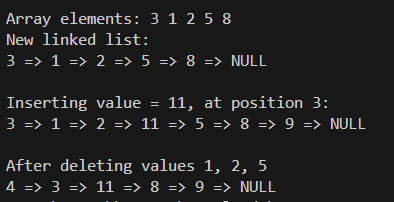 Array elements: 3 1 2 5 8
New linked list:
3 => 1 => 2 => 5 => 8 => NULL
Inserting value = 11, at position 3:
3 => 1 => 2 => 11 => 5 => 8 => 9 => NULL
After deleting values 1, 2, 5
4 => 3 => 11 => 8 => 9 => NULL